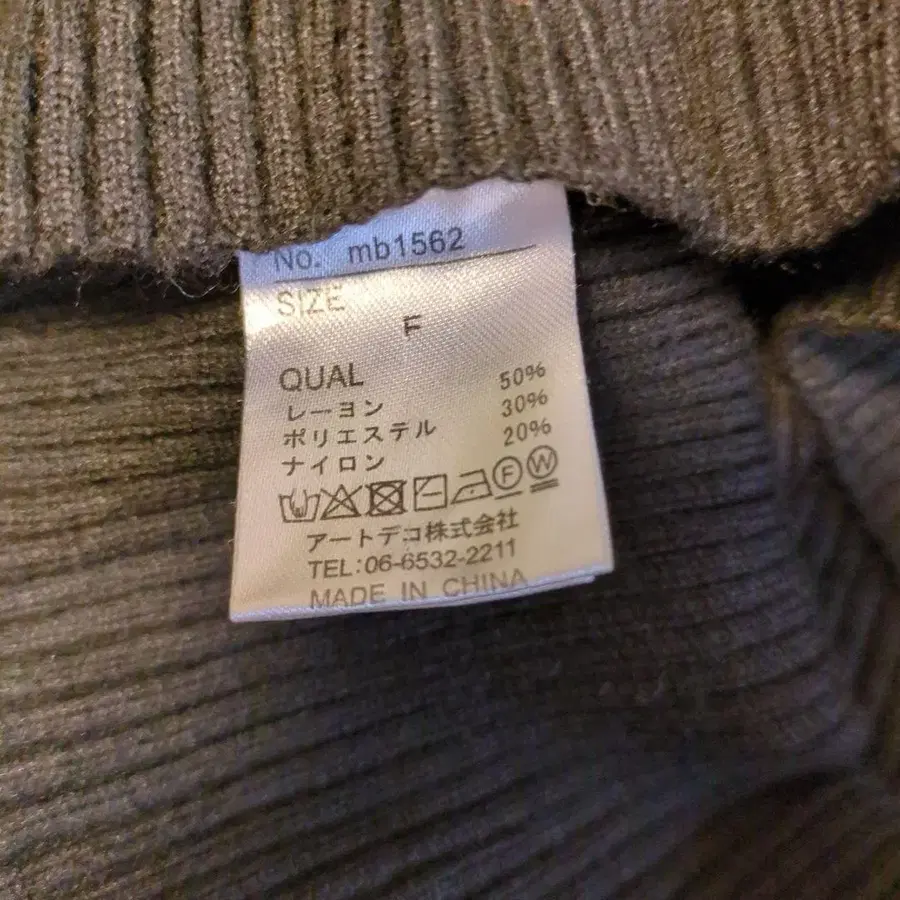 No. mb1562
SIZE
F
QUAL
レーヨン 50%
ポリエステル 30%
ナイロン 20%
F W
アートデコ株式会社
TEL:06-6532-2211
MADE IN CHINA